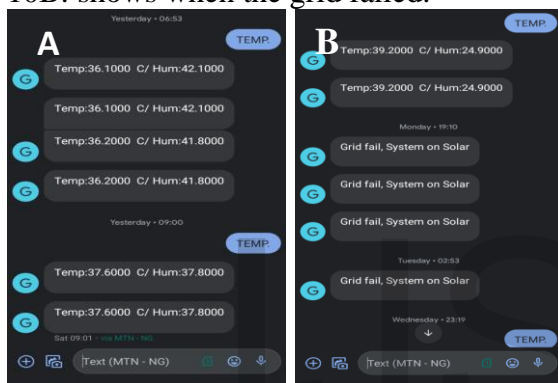 10B: shows when the grid failed.
A
Yesterday • 06:53
TEMP.
Temp:36.1000 C/ Hum:42.1000
Temp:36.1000 C/ Hum:42.1000
G
Temp:36.2000 C/ Hum:41.8000
G
Temp:36.2000 C/ Hum:41.8000
G
Yesterday • 09:00
TEMP.
Temp:37.6000 C/ Hum:37.8000
G
Temp:37.6000 C/ Hum:37.8000
G
Sat 09:01 • via MTN - NG
Text (MTN - NG)
B
TEMP.
Temp:39.2000 C/ Hum:24.9000
G
Temp:39.2000 C/ Hum:24.9000
G
Monday • 19:10
Grid fail, System on Solar
G
Grid fail, System on Solar
G
Grid fail, System on Solar
G
Tuesday • 02:53
Grid fail, System on Solar
G
Wednesday • 23:19
TEMP.
Text (MTN - NG)